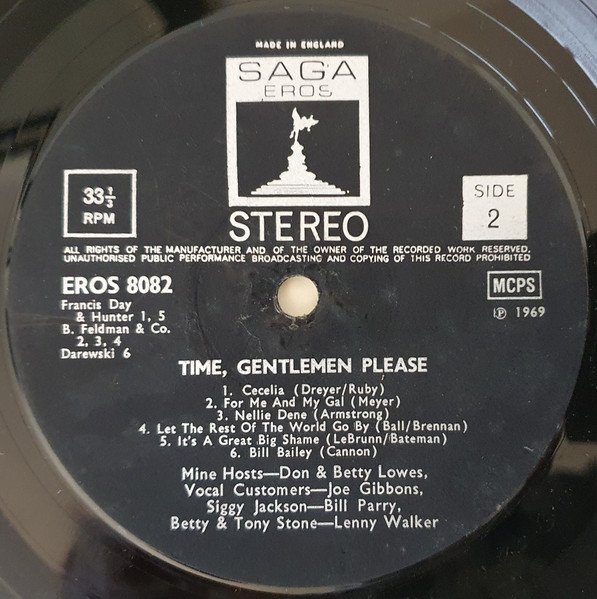 MADE IN ENGLAND
SAGA
EROS
33⅓
RPM
STEREO
SIDE
2
ALL RIGHTS OF THE MANUFACTURER AND OF THE OWNER OF THE RECORDED WORK RESERVED.
UNAUTHORISED PUBLIC PERFORMANCE BROADCASTING AND COPYING OF THIS RECORD PROHIBITED
EROS 8082
MCPS
Francis Day
& Hunter 1, 5
B. Feldman & Co.
2, 3, 4
Darewski 6
Ⓟ 1969
TIME, GENTLEMEN PLEASE
1. Cecelia (Dreyer/Ruby)
2. For Me And My Gal (Meyer)
3. Nellie Dene (Armstrong)
4. Let The Rest Of The World Go By (Ball/Brennan)
5. It's A Great Big Shame (LeBrunn/Bateman)
6. Bill Bailey (Cannon)
Mine Hosts—Don & Betty Lowes,
Vocal Customers—Joe Gibbons,
Siggy Jackson—Bill Parry,
Betty & Tony Stone—Lenny Walker